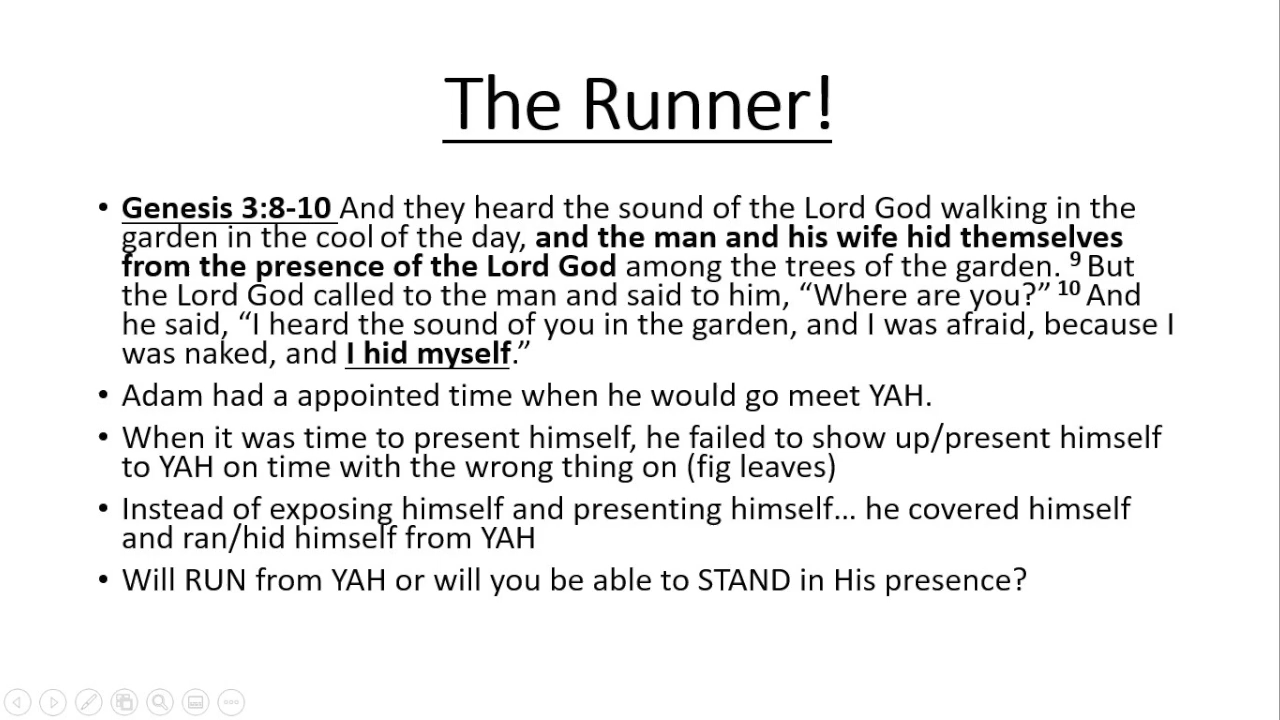 The Runner!
• Genesis 3:8-10 And they heard the sound of the Lord God walking in the
garden in the cool of the day, and the man and his wife hid themselves
from the presence of the Lord God among the trees of the garden. 9 But
the Lord God called to the man and said to him, “Where are you?” 10 And
he said, “I heard the sound of you in the garden, and I was afraid, because I
was naked, and I hid myself.”
• Adam had a appointed time when he would go meet YAH.
• When it was time to present himself, he failed to show up/present himself
to YAH on time with the wrong thing on (fig leaves)
• Instead of exposing himself and presenting himself… he covered himself
and ran/hid himself from YAH
• Will RUN from YAH or will you be able to STAND in His presence?